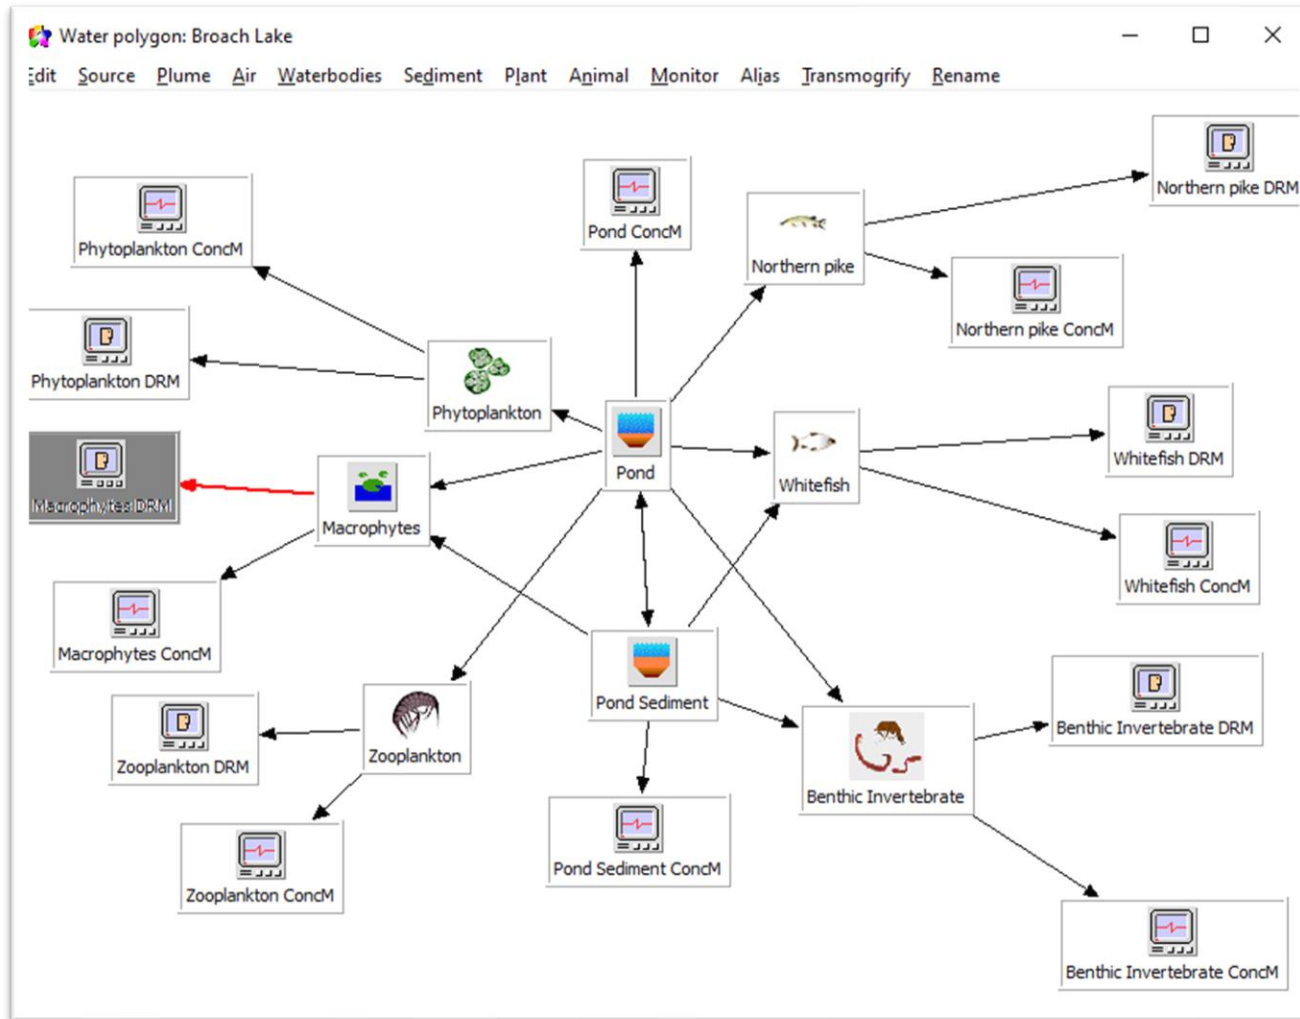 Water polygon: Broach Lake
Edit Source Plume Air Waterbodies Sediment Plant Animal Monitor Alias Transmogrify Rename
Northern pike DRM
Phytoplankton ConcM
Pond ConcM
Northern pike
Northern pike ConcM
Phytoplankton DRM
Phytoplankton
Pond
Whitefish
Whitefish DRM
Macrophytes DRM
Macrophytes
Whitefish ConcM
Macrophytes ConcM
Pond Sediment
Benthic Invertebrate DRM
Zooplankton DRM
Zooplankton
Benthic Invertebrate
Pond Sediment ConcM
Zooplankton ConcM
Benthic Invertebrate ConcM